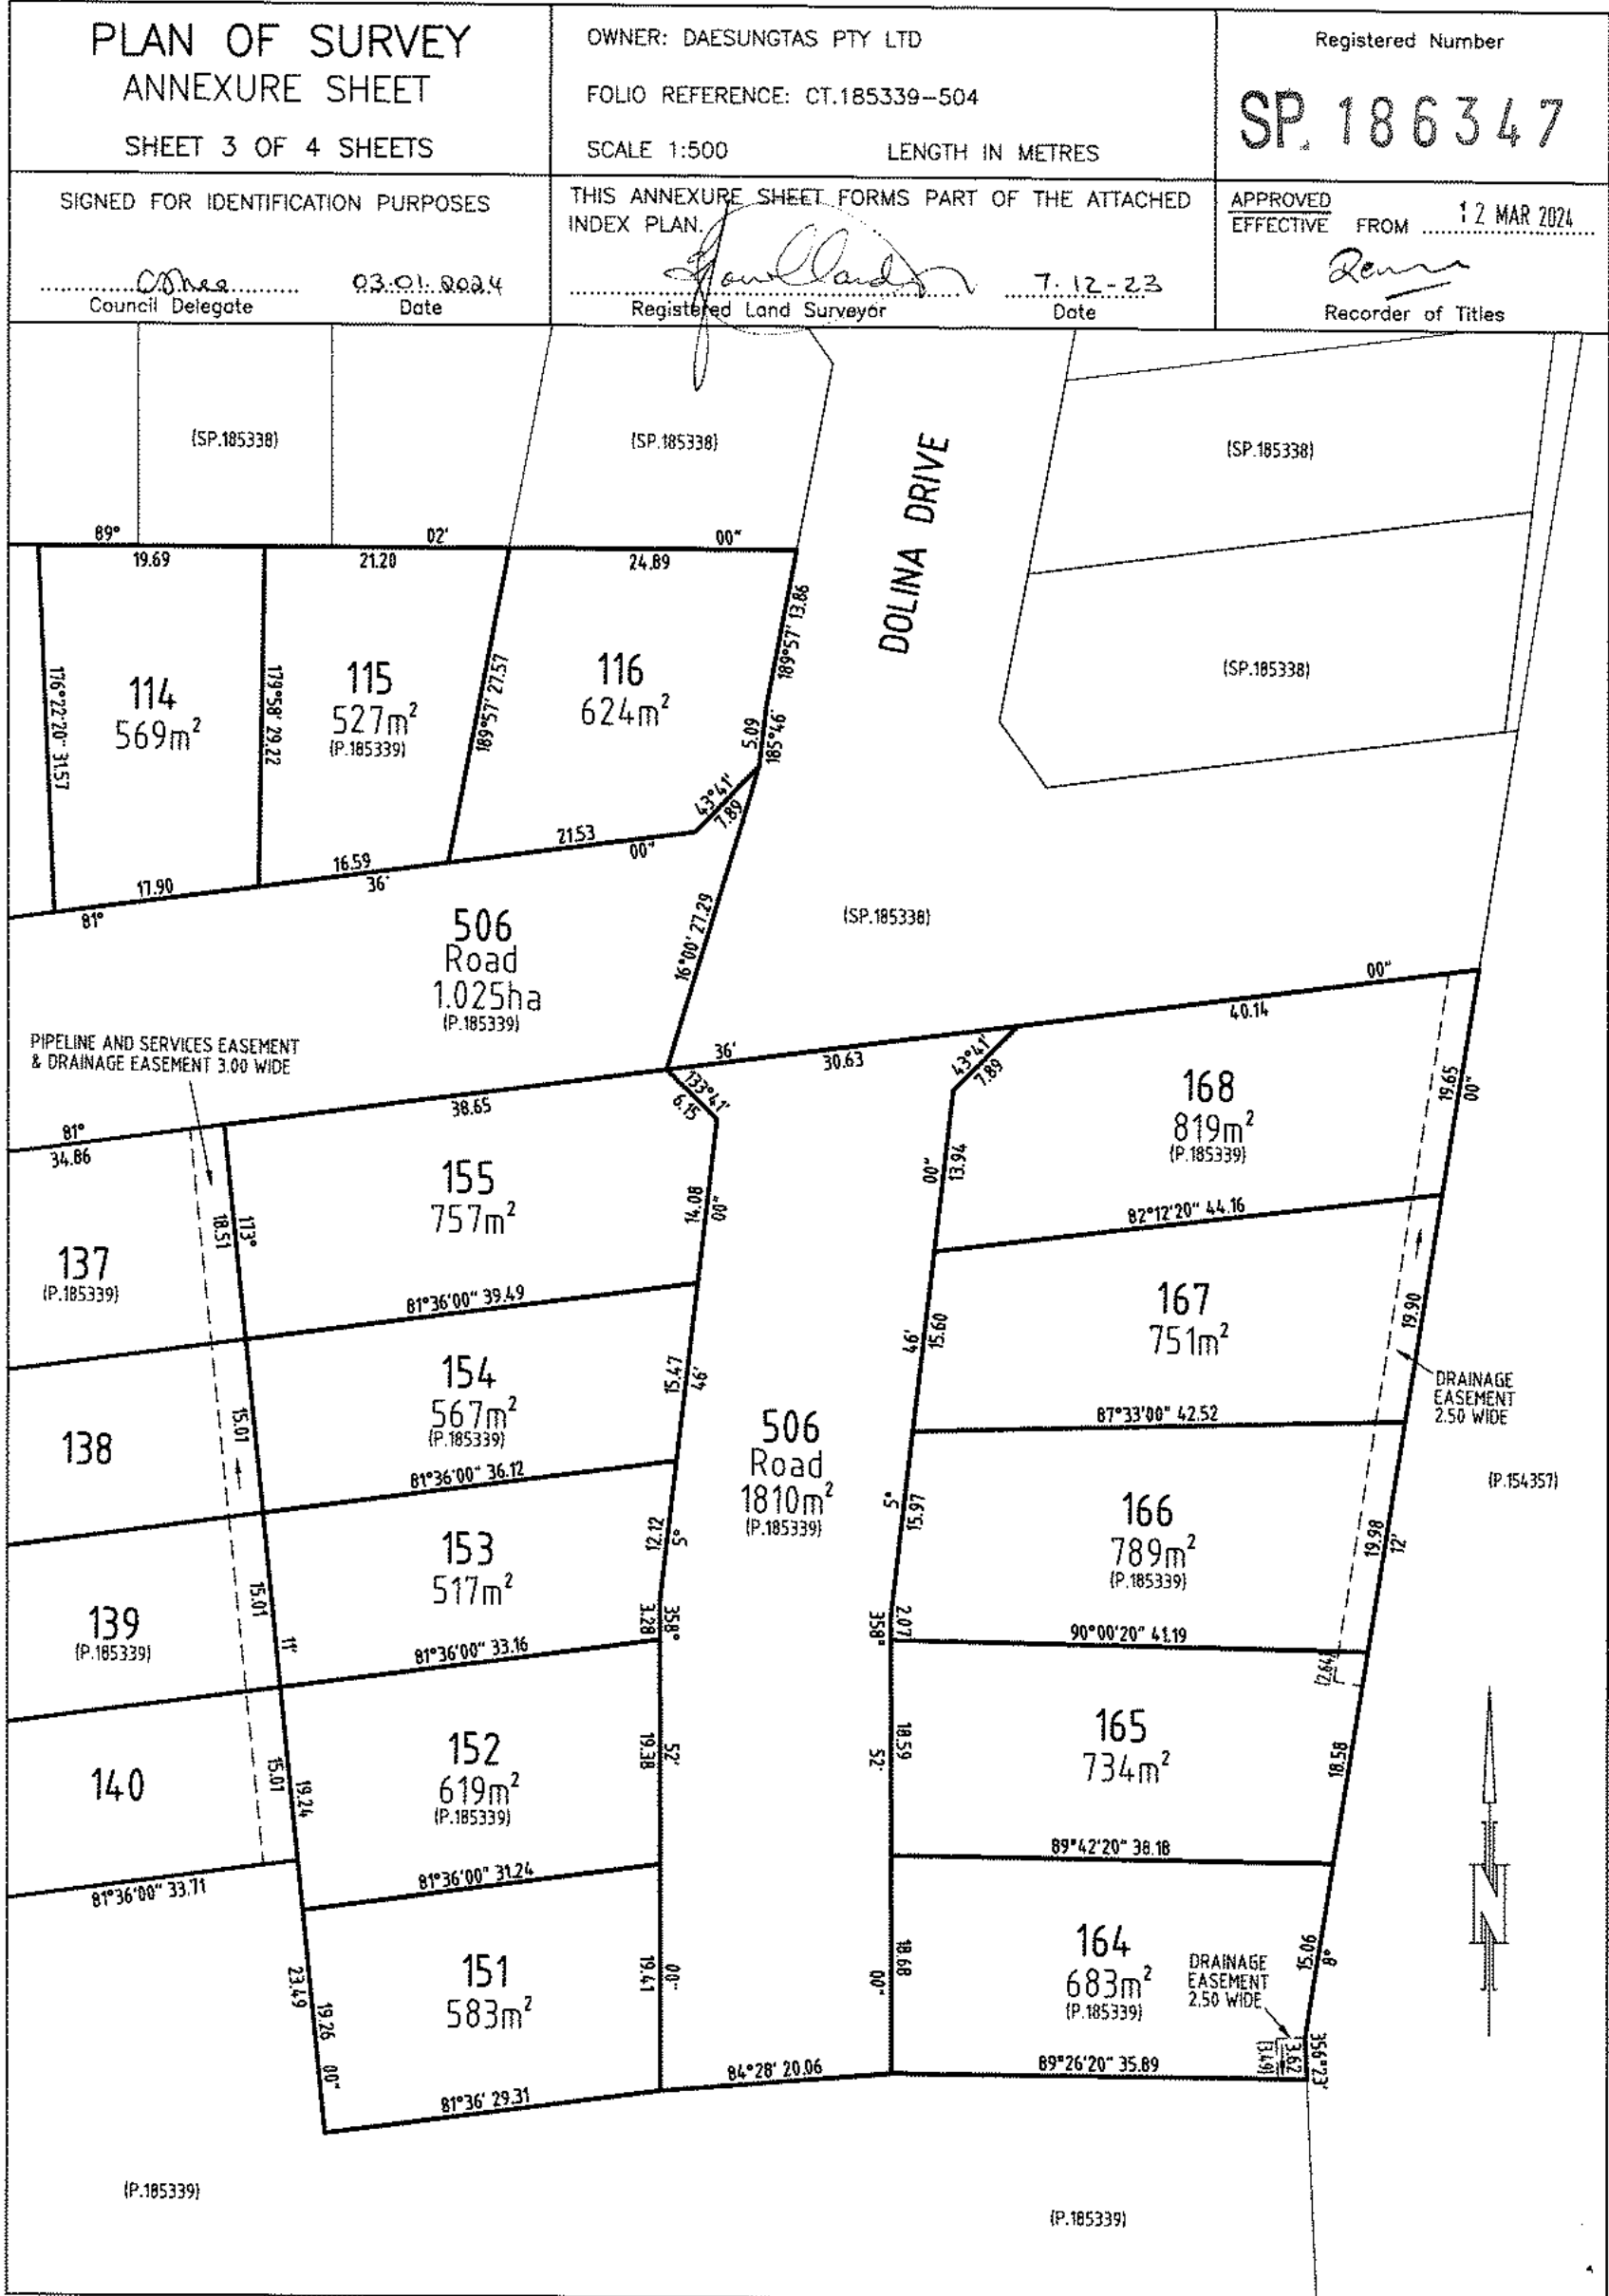 PLAN OF SURVEY
ANNEXURE SHEET
SHEET 3 OF 4 SHEETS
OWNER: DAESUNGTAS PTY LTD
FOLIO REFERENCE: CT.185339-504
SCALE 1:500 LENGTH IN METRES
Registered Number
SP. 186347
SIGNED FOR IDENTIFICATION PURPOSES
03.01.2024
Council Delegate Date
THIS ANNEXURE SHEET FORMS PART OF THE ATTACHED
INDEX PLAN.
7-12-23
Registered Land Surveyor Date
APPROVED
EFFECTIVE FROM 12 MAR 2024
Recorder of Titles
(SP.185338)
(SP.185338)
(SP.185338)
DOLINA DRIVE
89° 02' 00"
19.69 21.20 24.89
(SP.185338)
176°22'20" 31.57
114
569m²
179°58' 29.22
115
527m²
(P.185339)
189°57' 27.57
116
624m²
189°57' 13.86
5.09
185°46'
43°41'
7.89
21.53
00"
16.59
36'
17.90
81°
506
Road
1.025ha
(P.185339)
16°00' 27.29
(SP.185338)
PIPELINE AND SERVICES EASEMENT
& DRAINAGE EASEMENT 3.00 WIDE
00"
40.14
36'
30.63
43°41'
7.89
133°41'
6.15
38.65
81°
34.86
168
819m²
(P.185339)
19.65
00"
155
757m²
14.08
00"
00"
13.94
82°12'20" 44.16
137
(P.185339)
18.51
173°
81°36'00" 39.49
167
751m²
46'
15.60
19.90
DRAINAGE
EASEMENT
2.50 WIDE
154
567m²
(P.185339)
15.47
46'
138
15.01
81°36'00" 36.12
506
Road
1810m²
(P.185339)
87°33'00" 42.52
(P.154357)
166
789m²
(P.185339)
5°
15.97
19.98
12'
153
517m²
12.12
5°
139
(P.185339)
15.01
11'
81°36'00" 33.16
3.28
358°
358°
2.07
90°00'20" 41.19
(2.64)
165
734m²
18.59
52'
18.58
152
619m²
(P.185339)
19.38
52'
140
15.01
19.24
81°36'00" 33.71
81°36'00" 31.24
89°42'20" 38.18
164
683m²
(P.185339)
18.68
00"
15.06
8°
DRAINAGE
EASEMENT
2.50 WIDE
(3.49)
3.62
356°23'
151
583m²
19.41
00"
23.49
19.26 00"
84°28' 20.06
89°26'20" 35.89
81°36' 29.31
(P.185339)
(P.185339)
N